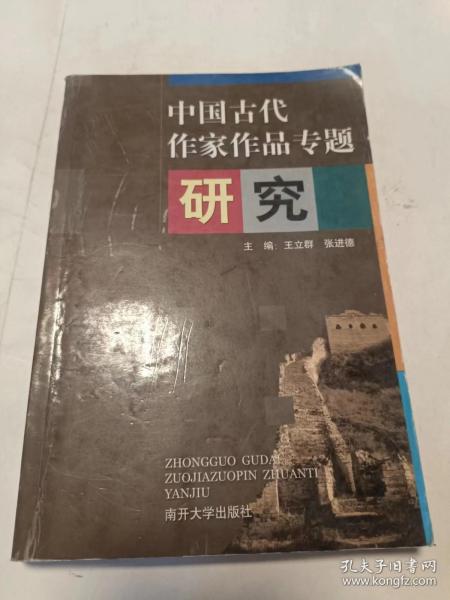 中国古代
作家作品专题
研究
主 编: 王立群 张进德
ZHONGGUO GUDAI
ZUOJIAZUOPIN ZHUANTI
YANJIU
南开大学出版社
孔夫子旧书网
www.kongfz.com